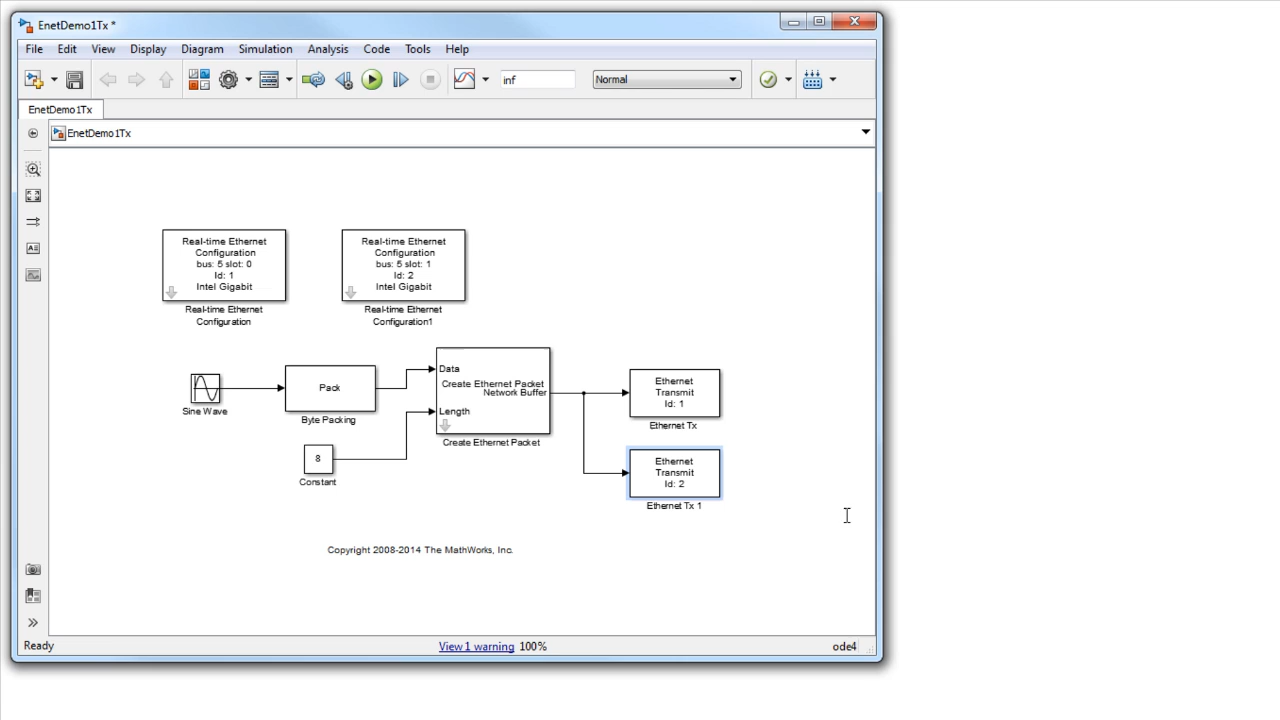 EnetDemo1Tx *
File Edit View Display Diagram Simulation Analysis Code Tools Help
inf Normal
EnetDemo1Tx
EnetDemo1Tx
Real-time Ethernet
Configuration
bus: 5 slot: 0
Id: 1
Intel Gigabit
Real-time Ethernet
Configuration
Real-time Ethernet
Configuration
bus: 5 slot: 1
Id: 2
Intel Gigabit
Real-time Ethernet
Configuration1
Sine Wave
Pack
Byte Packing
8
Constant
Data
Create Ethernet Packet
Network Buffer
Length
Create Ethernet Packet
Ethernet
Transmit
Id: 1
Ethernet Tx
Ethernet
Transmit
Id: 2
Ethernet Tx 1
Copyright 2008-2014 The MathWorks, Inc.
Ready View 1 warning 100% ode4